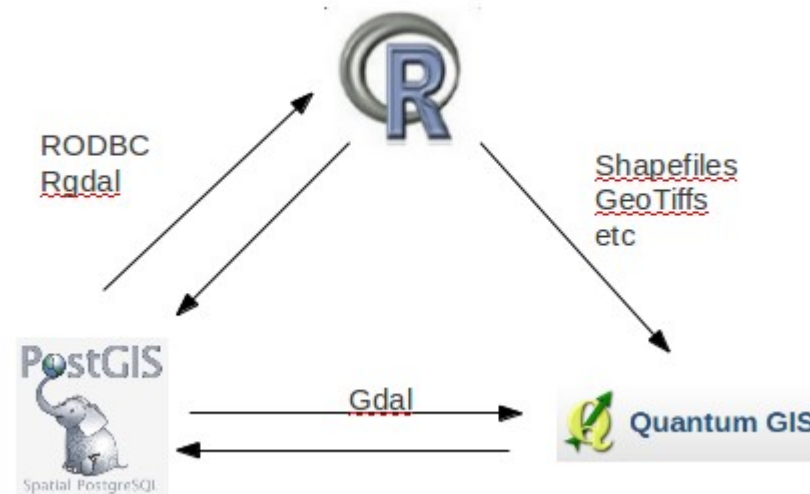 R
RODBC
Rgdal
Shapefiles
GeoTiffs
etc
PostGIS
Spatial PostgreSQL
Gdal
Quantum GIS